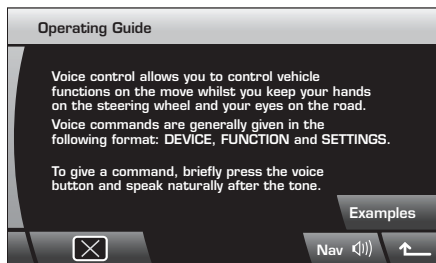 Operating Guide
Voice control allows you to control vehicle
functions on the move whilst you keep your hands
on the steering wheel and your eyes on the road.
Voice commands are generally given in the
following format: DEVICE, FUNCTION and SETTINGS.
To give a command, briefly press the voice
button and speak naturally after the tone.
Examples
Nav